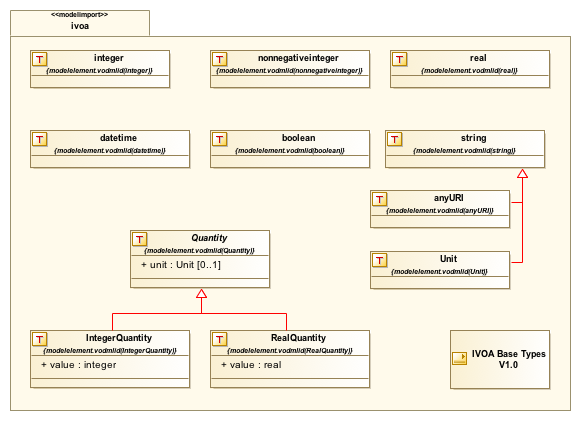 <<modelimport>>
ivoa
T integer
{modelelement.vodmlid(integer)}
T nonnegativeinteger
{modelelement.vodmlid(nonnegativeinteger)}
T real
{modelelement.vodmlid(real)}
T datetime
{modelelement.vodmlid(datetime)}
T boolean
{modelelement.vodmlid(boolean)}
T string
{modelelement.vodmlid(string)}
T anyURI
{modelelement.vodmlid(anyURI)}
T Quantity
{modelelement.vodmlid(Quantity)}
+ unit : Unit [0..1]
T Unit
{modelelement.vodmlid(Unit)}
T IntegerQuantity
{modelelement.vodmlid(IntegerQuantity)}
+ value : integer
T RealQuantity
{modelelement.vodmlid(RealQuantity)}
+ value : real
IVOA Base Types
V1.0